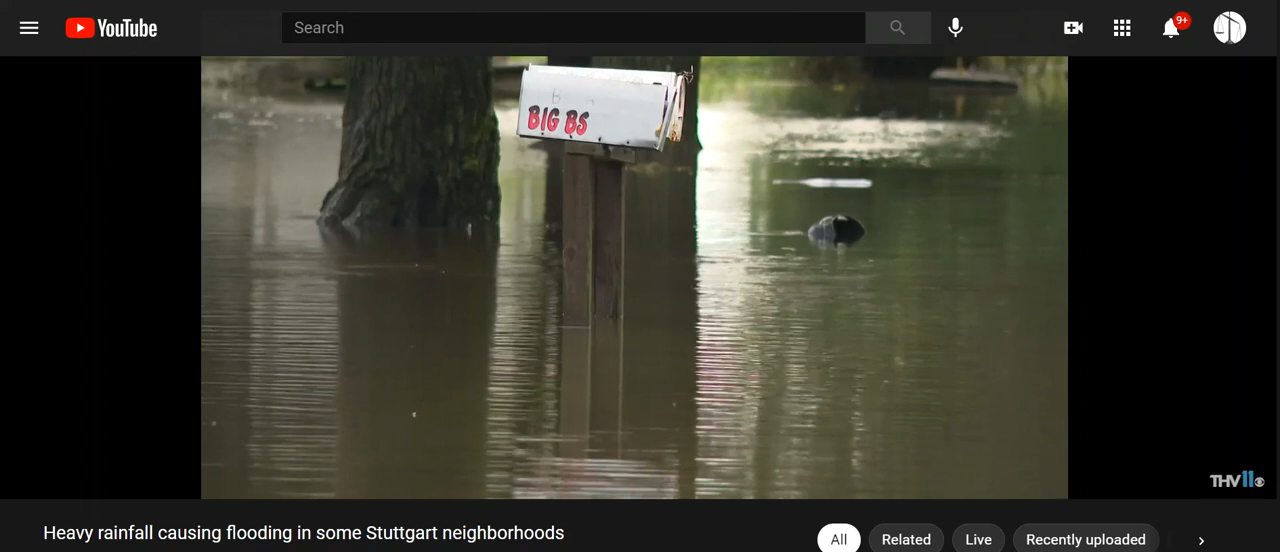 YouTube
Search
9+
BIG BS
THV11
Heavy rainfall causing flooding in some Stuttgart neighborhoods
All
Related
Live
Recently uploaded